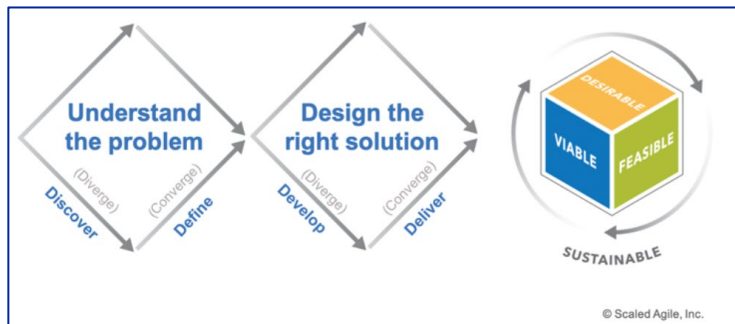 Understand
the problem
(Diverge)
Discover
(Converge)
Define
Design the
right solution
(Diverge)
Develop
(Converge)
Deliver
DESIRABLE
VIABLE
FEASIBLE
SUSTAINABLE
© Scaled Agile, Inc.